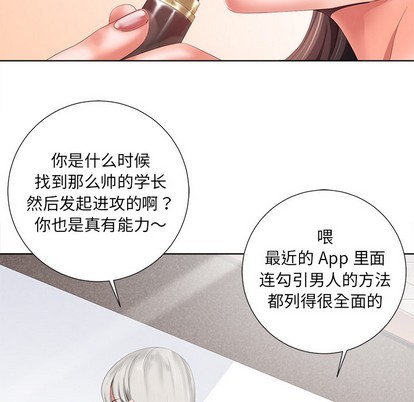 你是什么时候
找到那么帅的学长
然后发起进攻的啊？
你也是真有能力～
喂
最近的 App 里面
连勾引男人的方法
都列得很全面的